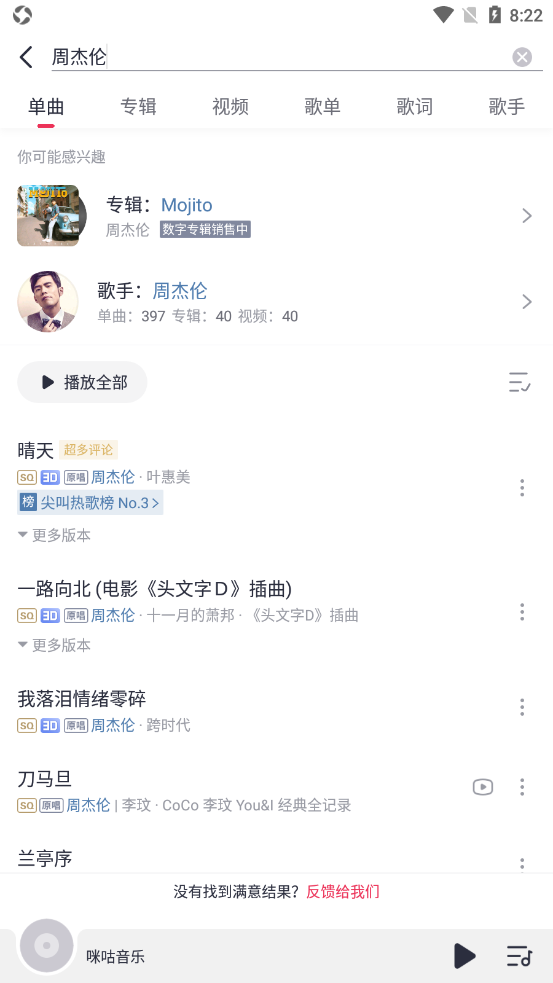 8:22
周杰伦
单曲 专辑 视频 歌单 歌词 歌手
你可能感兴趣
专辑：Mojito
周杰伦 数字专辑销售中
歌手：周杰伦
单曲：397 专辑：40 视频：40
播放全部
晴天 超多评论
SQ 3D 原唱 周杰伦 · 叶惠美
榜 尖叫热歌榜 No.3>
更多版本
一路向北 (电影《头文字Ｄ》插曲)
SQ 3D 原唱 周杰伦 · 十一月的萧邦 · 《头文字D》插曲
更多版本
我落泪情绪零碎
SQ 3D 原唱 周杰伦 · 跨时代
刀马旦
SQ 原唱 周杰伦 | 李玟 · CoCo 李玟 You&I 经典全记录
兰亭序
没有找到满意结果？反馈给我们
咪咕音乐